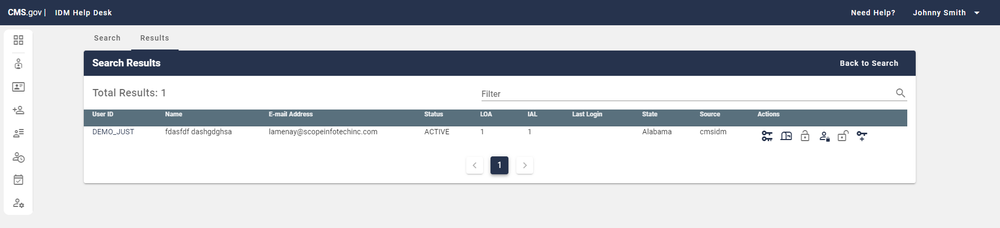 CMS.gov | IDM Help Desk Need Help? Johnny Smith
Search Results
Search Results Back to Search
Total Results: 1 Filter
User ID Name E-mail Address Status LOA IAL Last Login State Source Actions
DEMO_JUST fdasfdf dashgdghsa lamenay@scopeinfotechinc.com ACTIVE 1 1 Alabama cmsidm
1